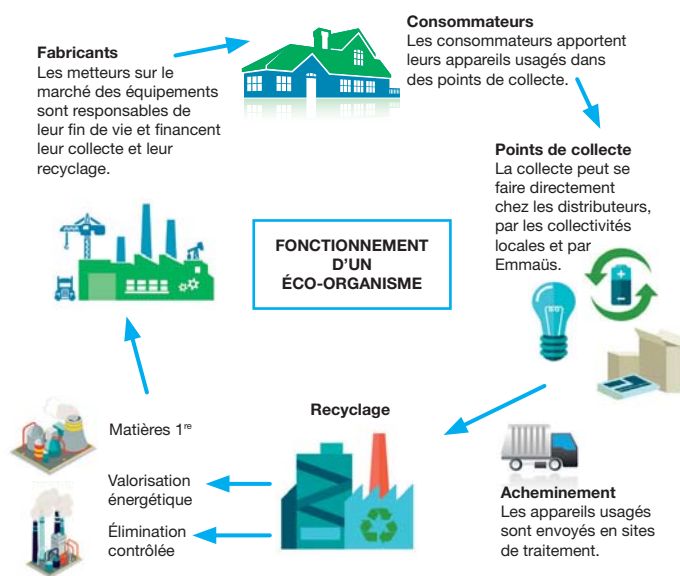 Fabricants
Les metteurs sur le
marché des équipements
sont responsables de
leur fin de vie et financent
leur collecte et leur
recyclage.
Consommateurs
Les consommateurs apportent
leurs appareils usagés dans
des points de collecte.
Points de collecte
La collecte peut se
faire directement
chez les distributeurs,
par les collectivités
locales et par
Emmaüs.
FONCTIONNEMENT
D’UN
ÉCO-ORGANISME
Acheminement
Les appareils usagés
sont envoyés en sites
de traitement.
Recyclage
Matières 1re
Valorisation
énergétique
Élimination
contrôlée